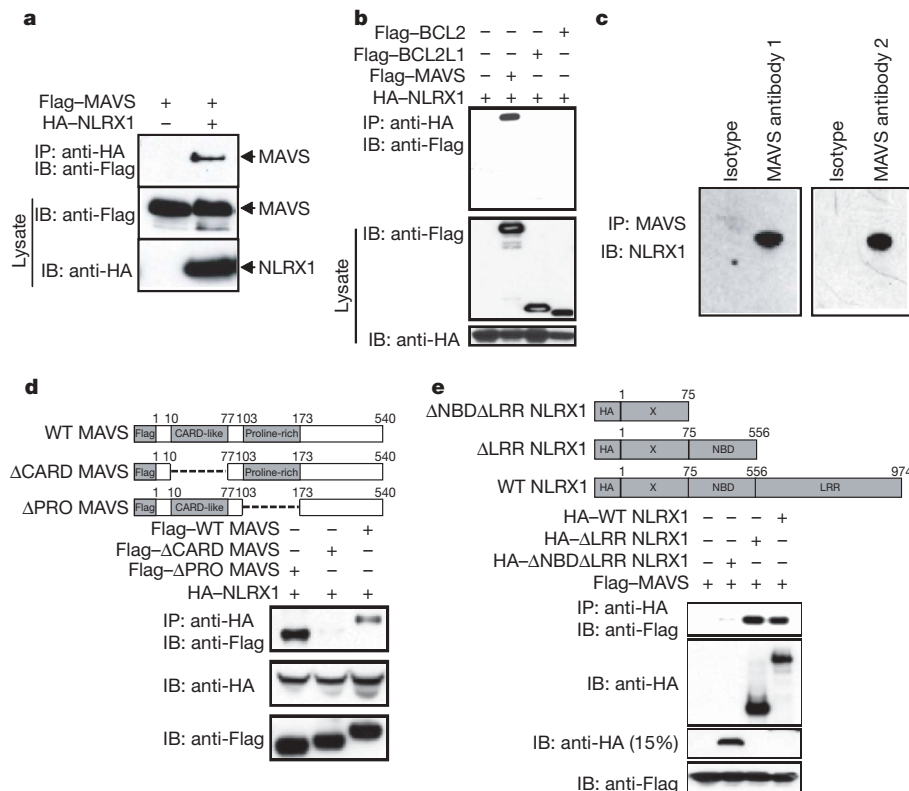 a
Flag–MAVS + +
HA–NLRX1 – +
IP: anti-HA
IB: anti-Flag
MAVS
Lysate
IB: anti-Flag
MAVS
IB: anti-HA
NLRX1
b
Flag–BCL2 – – – +
Flag–BCL2L1 – – + –
Flag–MAVS – + – –
HA–NLRX1 + + + +
IP: anti-HA
IB: anti-Flag
Lysate
IB: anti-Flag
IB: anti-HA
c
Isotype
MAVS antibody 1
Isotype
MAVS antibody 2
IP: MAVS
IB: NLRX1
d
1 10 77 103 173 540
WT MAVS Flag CARD-like Proline-rich
1 10 77 103 173 540
ΔCARD MAVS Flag Proline-rich
1 10 77 103 173 540
ΔPRO MAVS Flag CARD-like
Flag–WT MAVS – – +
Flag–ΔCARD MAVS – + –
Flag–ΔPRO MAVS + – –
HA–NLRX1 + + +
IP: anti-HA
IB: anti-Flag
IB: anti-HA
IB: anti-Flag
e
1 75
ΔNBDΔLRR NLRX1 HA X
1 75 556
ΔLRR NLRX1 HA X NBD
1 75 556 974
WT NLRX1 HA X NBD LRR
HA–WT NLRX1 – – – +
HA–ΔLRR NLRX1 – – + –
HA–ΔNBDΔLRR NLRX1 – + – –
Flag–MAVS + + + +
IP: anti-HA
IB: anti-Flag
IB: anti-HA
IB: anti-HA (15%)
IB: anti-Flag